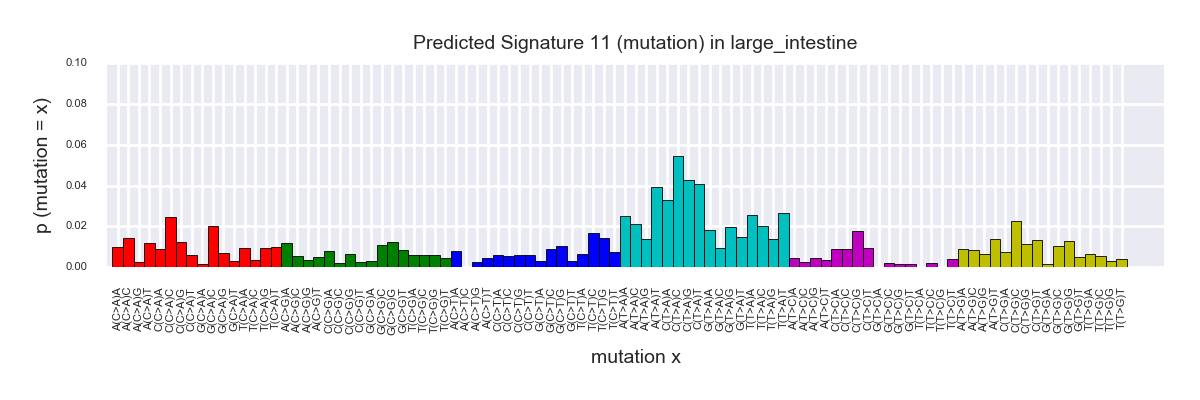 Predicted Signature 11 (mutation) in large_intestine
p (mutation = x)
0.10
0.08
0.06
0.04
0.02
0.00
A(C>A)A
A(C>A)C
A(C>A)G
A(C>A)T
C(C>A)A
C(C>A)C
C(C>A)G
C(C>A)T
G(C>A)A
G(C>A)C
G(C>A)G
G(C>A)T
T(C>A)A
T(C>A)C
T(C>A)G
T(C>A)T
A(C>G)A
A(C>G)C
A(C>G)G
A(C>G)T
C(C>G)A
C(C>G)C
C(C>G)G
C(C>G)T
G(C>G)A
G(C>G)C
G(C>G)G
G(C>G)T
T(C>G)A
T(C>G)C
T(C>G)G
T(C>G)T
A(C>T)A
A(C>T)C
A(C>T)G
A(C>T)T
C(C>T)A
C(C>T)C
C(C>T)G
C(C>T)T
G(C>T)A
G(C>T)C
G(C>T)G
G(C>T)T
T(C>T)A
T(C>T)C
T(C>T)G
T(C>T)T
A(T>A)A
A(T>A)C
A(T>A)G
A(T>A)T
C(T>A)A
C(T>A)C
C(T>A)G
C(T>A)T
G(T>A)A
G(T>A)C
G(T>A)G
G(T>A)T
T(T>A)A
T(T>A)C
T(T>A)G
T(T>A)T
A(T>C)A
A(T>C)C
A(T>C)G
A(T>C)T
C(T>C)A
C(T>C)C
C(T>C)G
C(T>C)T
G(T>C)A
G(T>C)C
G(T>C)G
G(T>C)T
T(T>C)A
T(T>C)C
T(T>C)G
T(T>C)T
A(T>G)A
A(T>G)C
A(T>G)G
A(T>G)T
C(T>G)A
C(T>G)C
C(T>G)G
C(T>G)T
G(T>G)A
G(T>G)C
G(T>G)G
G(T>G)T
T(T>G)A
T(T>G)C
T(T>G)G
T(T>G)T
mutation x